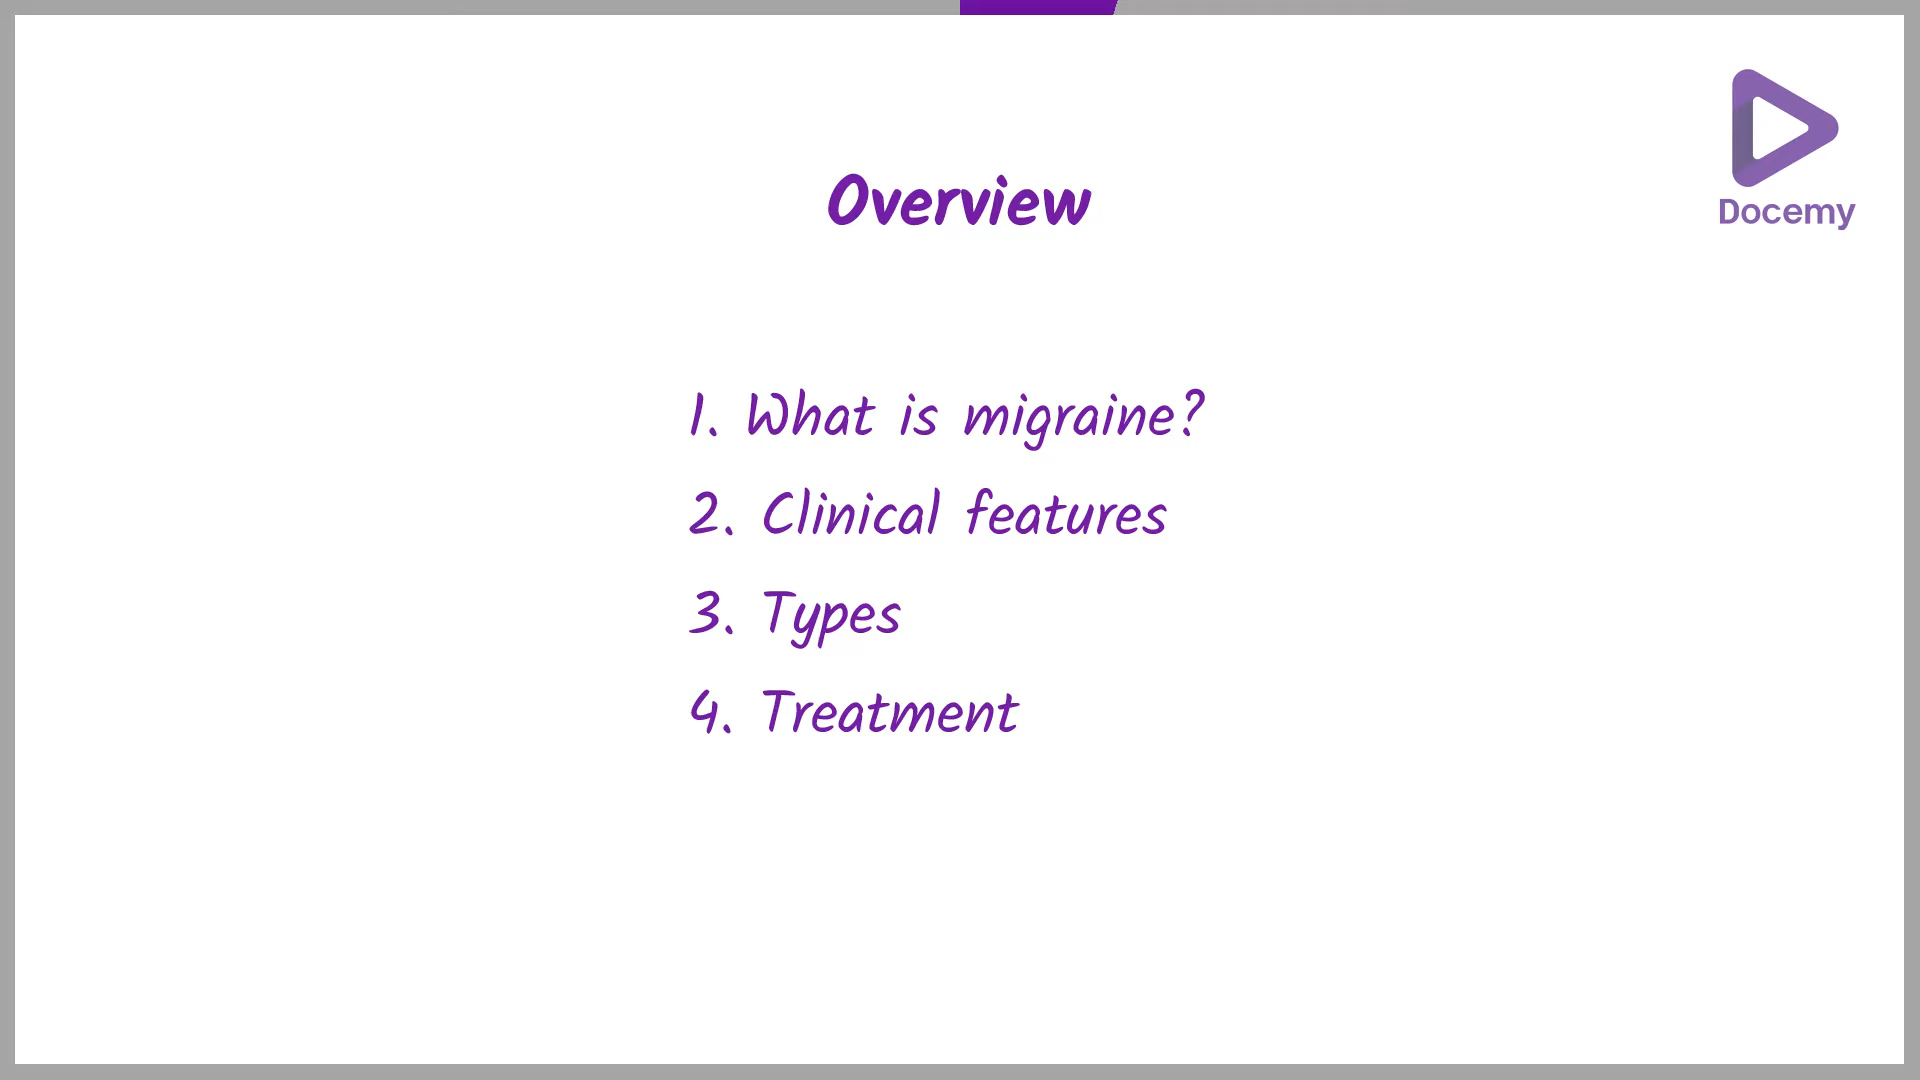 Overview
Docemy
1. What is migraine?
2. Clinical features
3. Types
4. Treatment